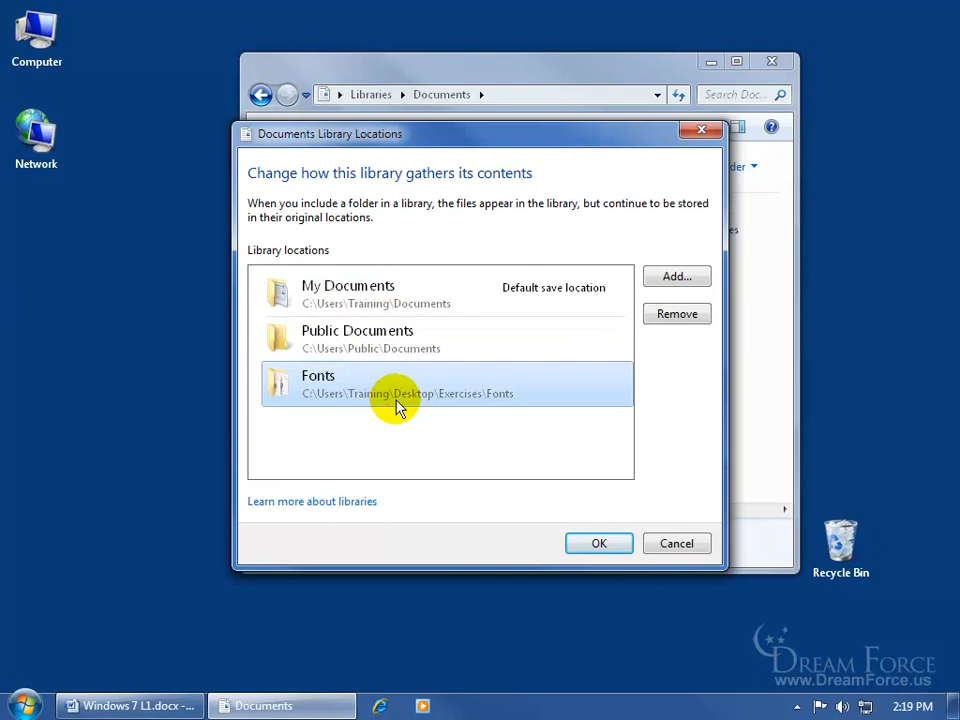 Computer
Network
Libraries
Documents
Search Doc...
Documents Library Locations
Change how this library gathers its contents
When you include a folder in a library, the files appear in the library, but continue to be stored
in their original locations.
Library locations
My Documents
Default save location
C:\Users\Training\Documents
Public Documents
C:\Users\Public\Documents
Fonts
C:\Users\Training\Desktop\Exercises\Fonts
Add...
Remove
Learn more about libraries
OK
Cancel
Recycle Bin
DREAM FORCE
www.DreamForce.us
Windows 7 L1.docx -...
Documents
2:19 PM